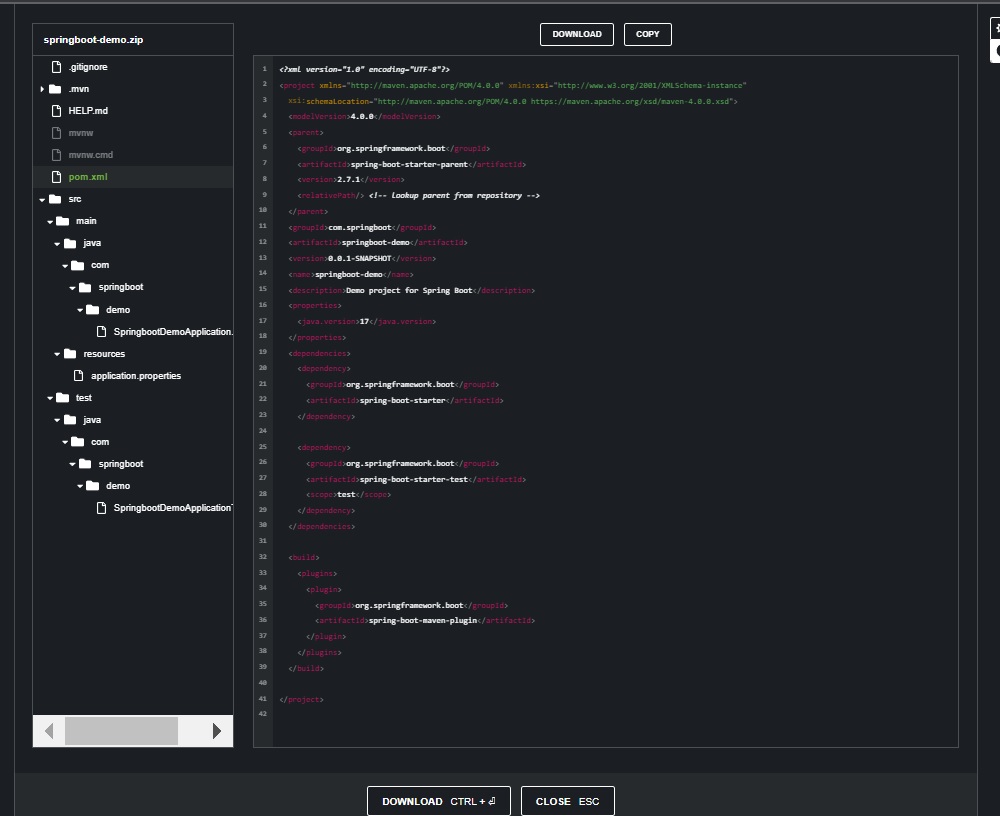 springboot-demo.zip
.gitignore
.mvn
HELP.md
mvnw
mvnw.cmd
pom.xml
src
main
java
com
springboot
demo
SpringbootDemoApplication.
resources
application.properties
test
java
com
springboot
demo
SpringbootDemoApplication
DOWNLOAD COPY
1 <?xml version="1.0" encoding="UTF-8"?>
2 <project xmlns="http://maven.apache.org/POM/4.0.0" xmlns:xsi="http://www.w3.org/2001/XMLSchema-instance"
3 xsi:schemaLocation="http://maven.apache.org/POM/4.0.0 https://maven.apache.org/xsd/maven-4.0.0.xsd">
4 <modelVersion>4.0.0</modelVersion>
5 <parent>
6 <groupId>org.springframework.boot</groupId>
7 <artifactId>spring-boot-starter-parent</artifactId>
8 <version>2.7.1</version>
9 <relativePath/> <!-- lookup parent from repository -->
10 </parent>
11 <groupId>com.springboot</groupId>
12 <artifactId>springboot-demo</artifactId>
13 <version>0.0.1-SNAPSHOT</version>
14 <name>springboot-demo</name>
15 <description>Demo project for Spring Boot</description>
16 <properties>
17 <java.version>17</java.version>
18 </properties>
19 <dependencies>
20 <dependency>
21 <groupId>org.springframework.boot</groupId>
22 <artifactId>spring-boot-starter</artifactId>
23 </dependency>
24
25 <dependency>
26 <groupId>org.springframework.boot</groupId>
27 <artifactId>spring-boot-starter-test</artifactId>
28 <scope>test</scope>
29 </dependency>
30 </dependencies>
31
32 <build>
33 <plugins>
34 <plugin>
35 <groupId>org.springframework.boot</groupId>
36 <artifactId>spring-boot-maven-plugin</artifactId>
37 </plugin>
38 </plugins>
39 </build>
40
41 </project>
42
DOWNLOAD CTRL + ⏎ CLOSE ESC